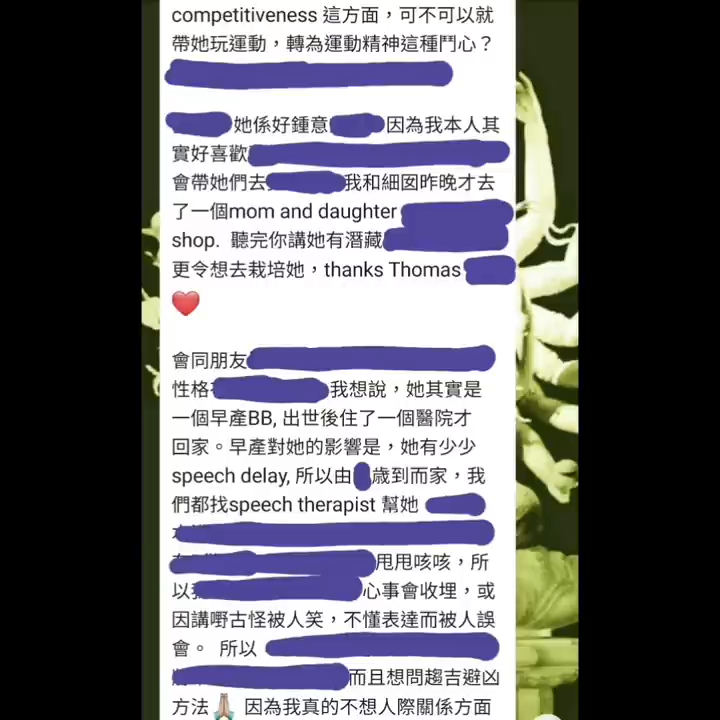 competitiveness 這方面，可不可以就
帶她玩運動，轉為運動精神這種鬥心？
她係好鍾意 因為我本人其
實好喜歡
會帶她們去 我和細囡昨晚才去
了一個mom and daughter
shop. 聽完你講她有潛藏
更令想去栽培她，thanks Thomas
❤️
會同朋友
性格 我想說，她其實是
一個早產BB, 出世後住了一個醫院才
回家。早產對她的影響是，她有少少
speech delay, 所以由 歲到而家，我
們都找speech therapist 幫她
甩甩咳咳，所
以 心事會收埋，或
因講嘢古怪被人笑，不懂表達而被人誤
會。 所以
而且想問趨吉避凶
方法🙏🏼 因為我真的不想人際關係方面